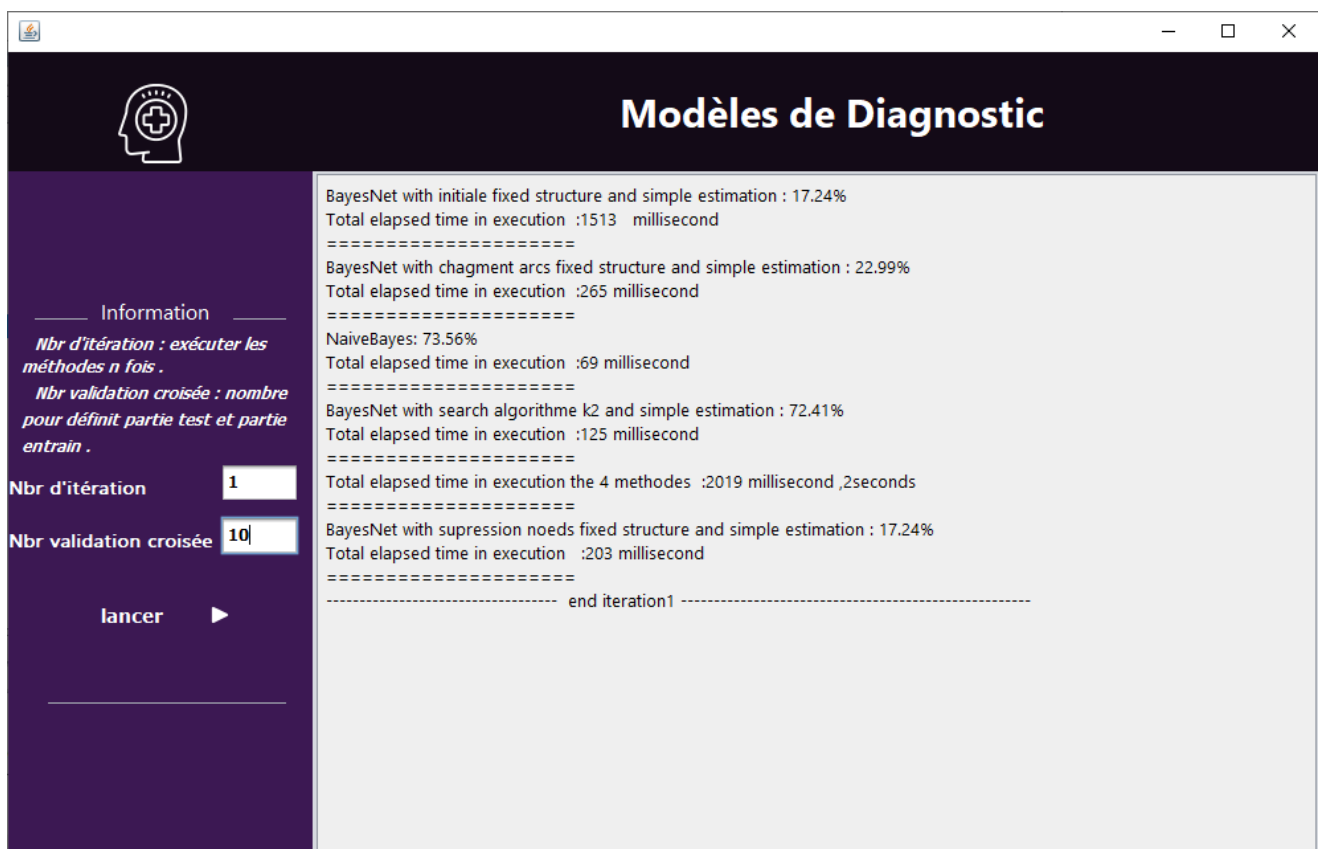 Modèles de Diagnostic
Information
Nbr d'itération : exécuter les
méthodes n fois .
Nbr validation croisée : nombre
pour définit partie test et partie
entrain .
Nbr d'itération 1
Nbr validation croisée 10
lancer
BayesNet with initiale fixed structure and simple estimation : 17.24%
Total elapsed time in execution :1513 millisecond
======================
BayesNet with chagment arcs fixed structure and simple estimation : 22.99%
Total elapsed time in execution :265 millisecond
======================
NaiveBayes: 73.56%
Total elapsed time in execution :69 millisecond
======================
BayesNet with search algorithme k2 and simple estimation : 72.41%
Total elapsed time in execution :125 millisecond
======================
Total elapsed time in execution the 4 methodes :2019 millisecond ,2seconds
======================
BayesNet with supression noeds fixed structure and simple estimation : 17.24%
Total elapsed time in execution :203 millisecond
======================
----------------------------------- end iteration1 -----------------------------------------------------